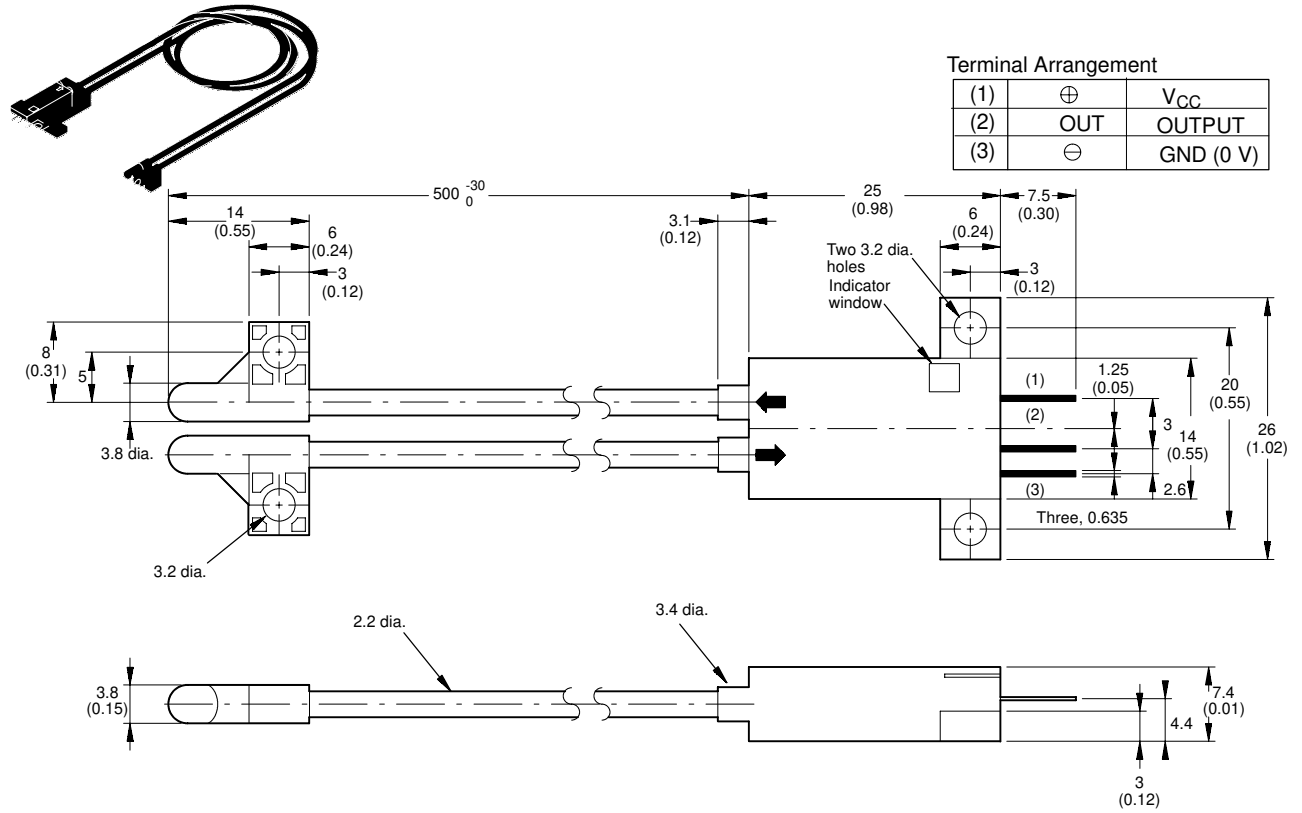 Terminal Arrangement
(1) ⊕ VCC
(2) OUT OUTPUT
(3) ⊖ GND (0 V)
500 -30 0
25
(0.98)
7.5
(0.30)
14
(0.55)
6
(0.24)
3
(0.12)
3.1
(0.12)
6
(0.24)
3
(0.12)
Two 3.2 dia.
holes
Indicator
window
8
(0.31)
5
3.8 dia.
3.2 dia.
(1)
(2)
(3)
1.25
(0.05)
3
14
(0.55)
2.6
20
(0.55)
26
(1.02)
Three, 0.635
2.2 dia.
3.4 dia.
3.8
(0.15)
7.4
(0.01)
4.4
3
(0.12)